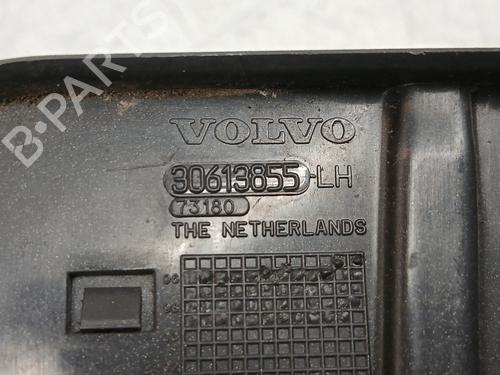 VOLVO
30613855-LH
73180
THE NETHERLANDS
B-PARTS